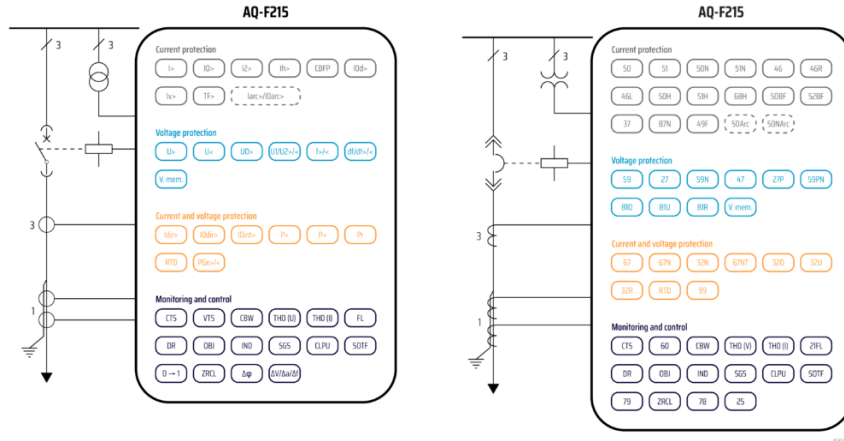 AQ-F215
3
3
Current protection
I> I0> I2> Ih> CBFP I0d>
Iv> TF> Iarc>/I0arc>
Voltage protection
U> U< U0> U1/U2>/< f>/< df/dt>/<
V. mem.
Current and voltage protection
Idir> I0dir> I0int> P> P< Pr
RTD PGx>/<
3
1
Monitoring and control
CTS VTS CBW THD (U) THD (I) FL
DR OBJ IND SGS CLPU SOTF
0 → 1 ZRCL Δφ ΔV/Δa/Δf
AQ-F215
3
3
Current protection
50 51 50N 51N 46 46R
46L 50H 51H 68H 50BF 52BF
37 87N 49F 50Arc 50NArc
Voltage protection
59 27 59N 47 27P 59PN
81O 81U 81R V. mem.
Current and voltage protection
67 67N 32N 67NT 32O 32U
32R RTD 99
3
1
Monitoring and control
CTS 60 CBW THD (V) THD (I) 21FL
DR OBJ IND SGS CLPU SOTF
79 ZRCL 78 25